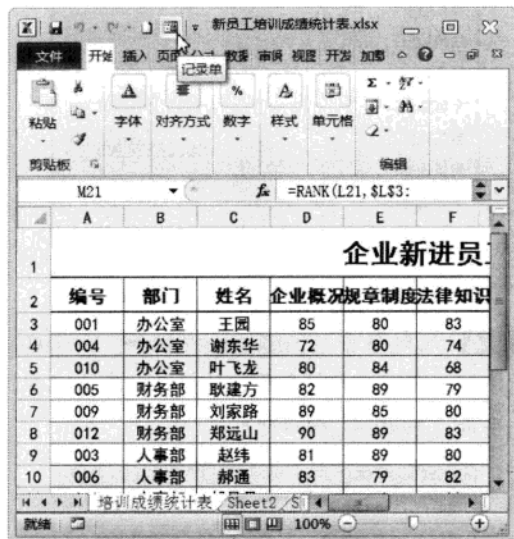 新员工培训成绩统计表.xlsx
文件 开始 插入 页面 公式 数据 审阅 视图 开发 加载
记录单
粘贴 字体 对齐方式 数字 样式 单元格
剪贴板 编辑
M21 fx =RANK(L21,$L$3:
A B C D E F
1 企业新进员工
2 编号 部门 姓名 企业概况 规章制度 法律知识
3 001 办公室 王园 85 80 83
4 004 办公室 谢东华 72 80 74
5 010 办公室 叶飞龙 80 84 68
6 005 财务部 耿建方 82 89 79
7 009 财务部 刘家路 89 85 80
8 012 财务部 郑远山 90 89 83
9 003 人事部 赵纬 81 89 80
10 006 人事部 郝通 83 79 82
培训成绩统计表 Sheet2 S
就绪 100%